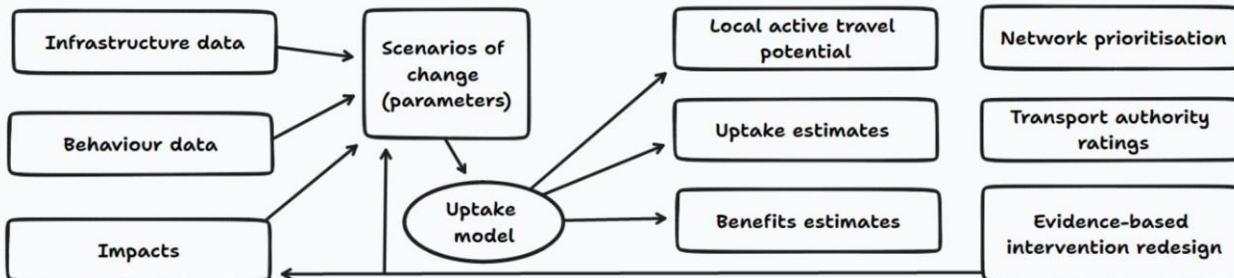 Infrastructure data
Behaviour data
Impacts
Scenarios of
change
(parameters)
Uptake
model
Local active travel
potential
Uptake estimates
Benefits estimates
Network prioritisation
Transport authority
ratings
Evidence-based
intervention redesign